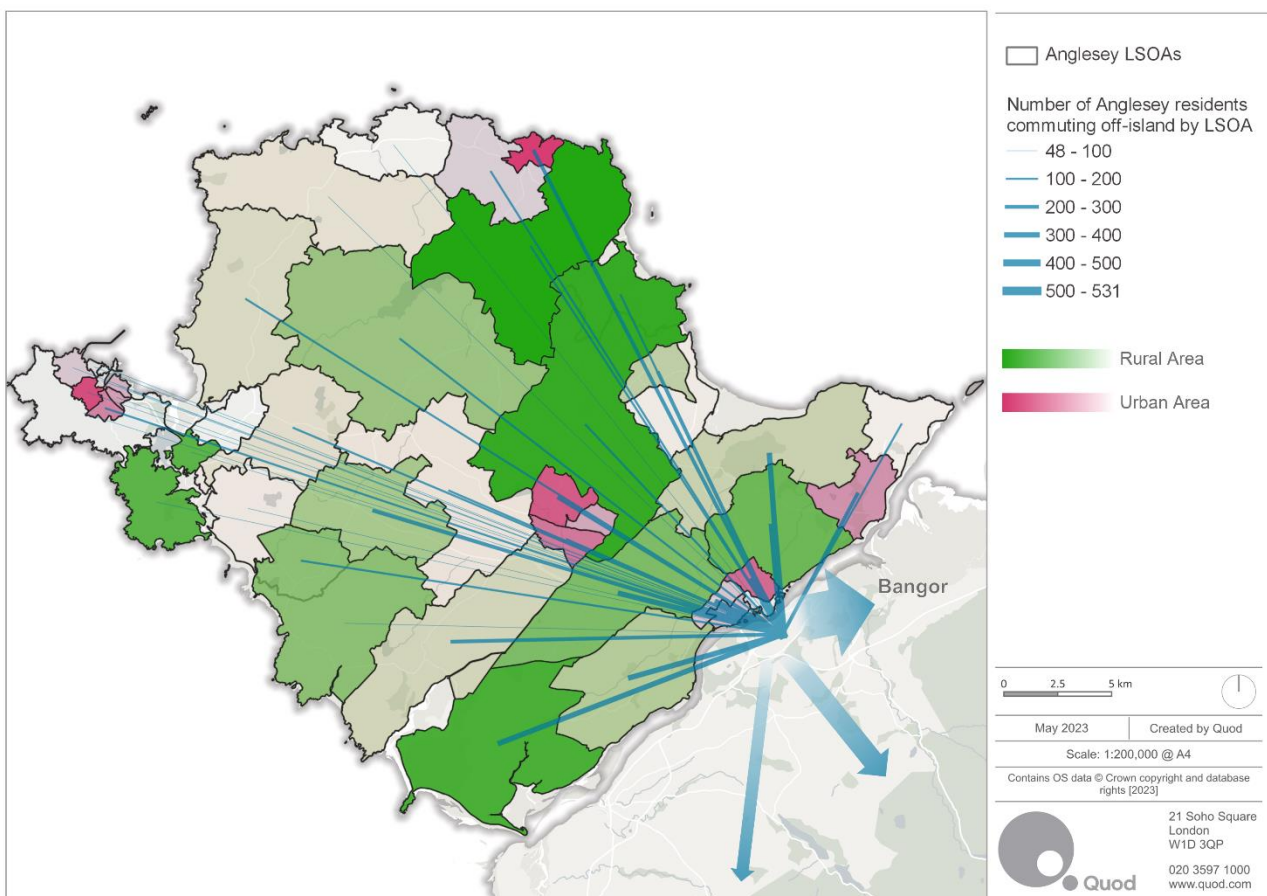 Bangor
Anglesey LSOAs
Number of Anglesey residents
commuting off-island by LSOA
48 - 100
100 - 200
200 - 300
300 - 400
400 - 500
500 - 531
Rural Area
Urban Area
0 2.5 5 km
May 2023 Created by Quod
Scale: 1:200,000 @ A4
Contains OS data © Crown copyright and database
rights [2023]
Quod
21 Soho Square
London
W1D 3QP
020 3597 1000
www.quod.com